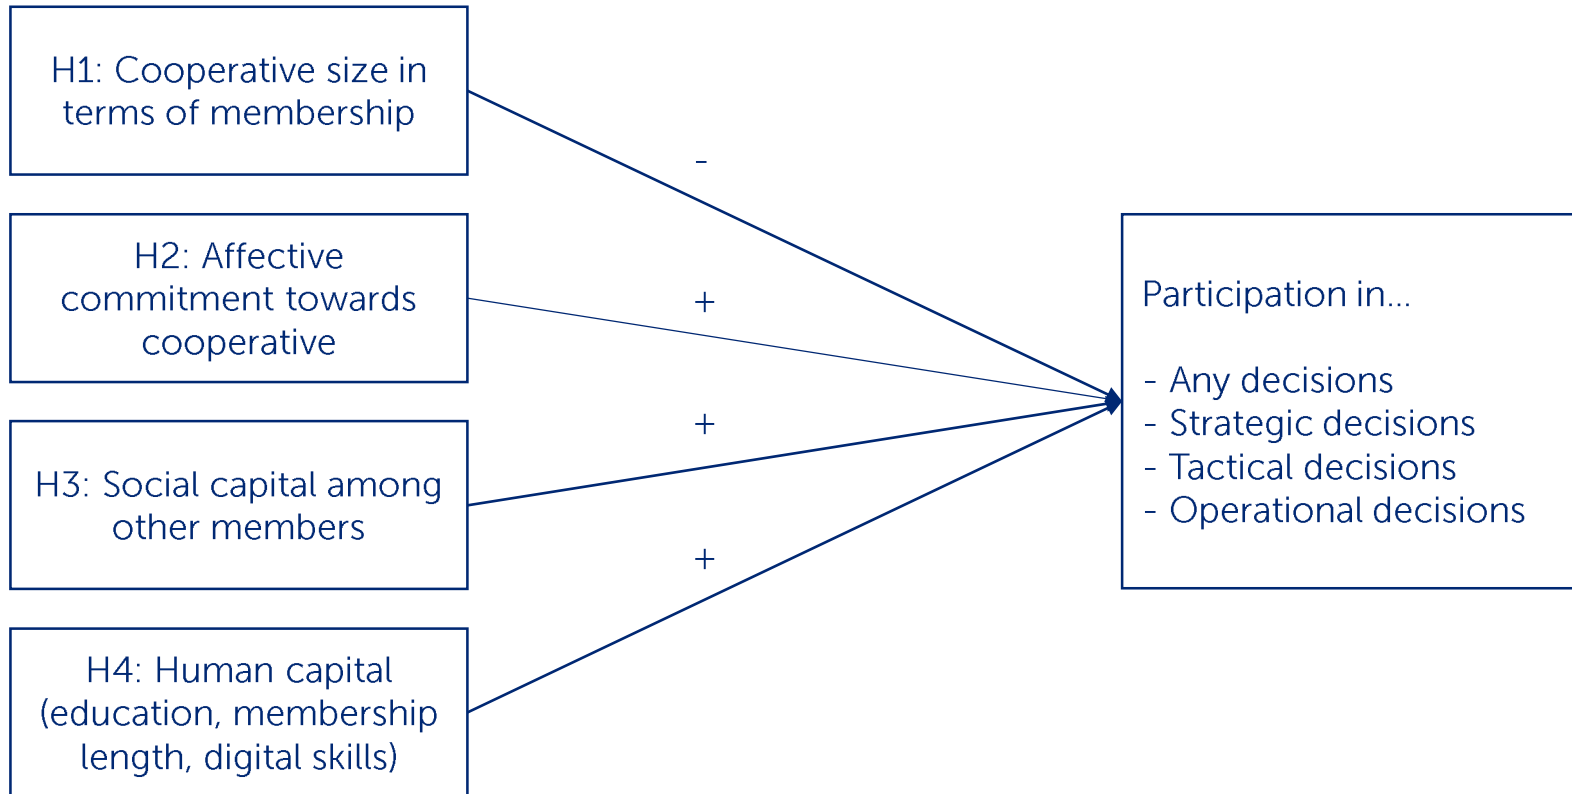 H1: Cooperative size in
terms of membership
-
H2: Affective
commitment towards
cooperative
+
H3: Social capital among
other members
+
H4: Human capital
(education, membership
length, digital skills)
+
Participation in...
- Any decisions
- Strategic decisions
- Tactical decisions
- Operational decisions